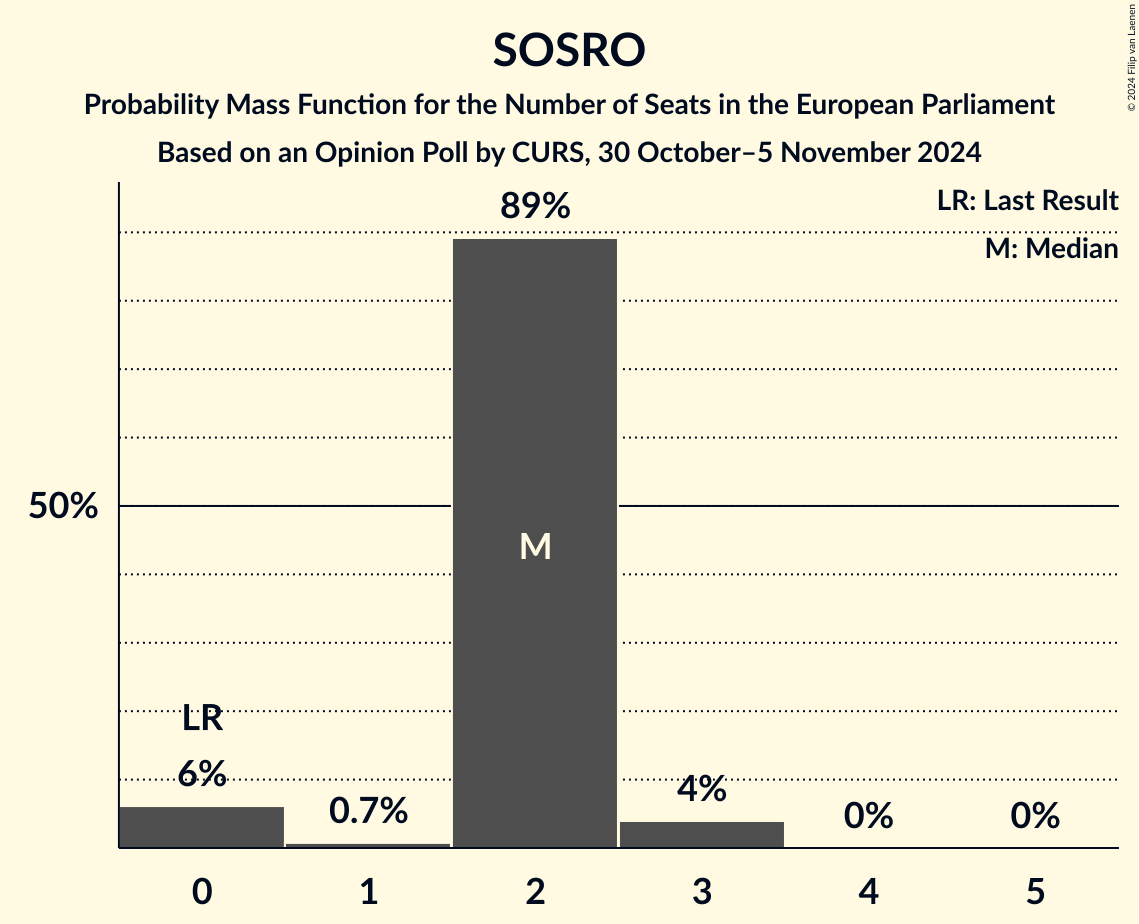 SOSRO
Probability Mass Function for the Number of Seats in the European Parliament
Based on an Opinion Poll by CURS, 30 October–5 November 2024
© 2024 Filip van Laenen
LR: Last Result
M: Median
89%
50%
M
LR
6%
0.7%
4%
0%
0%
0
1
2
3
4
5